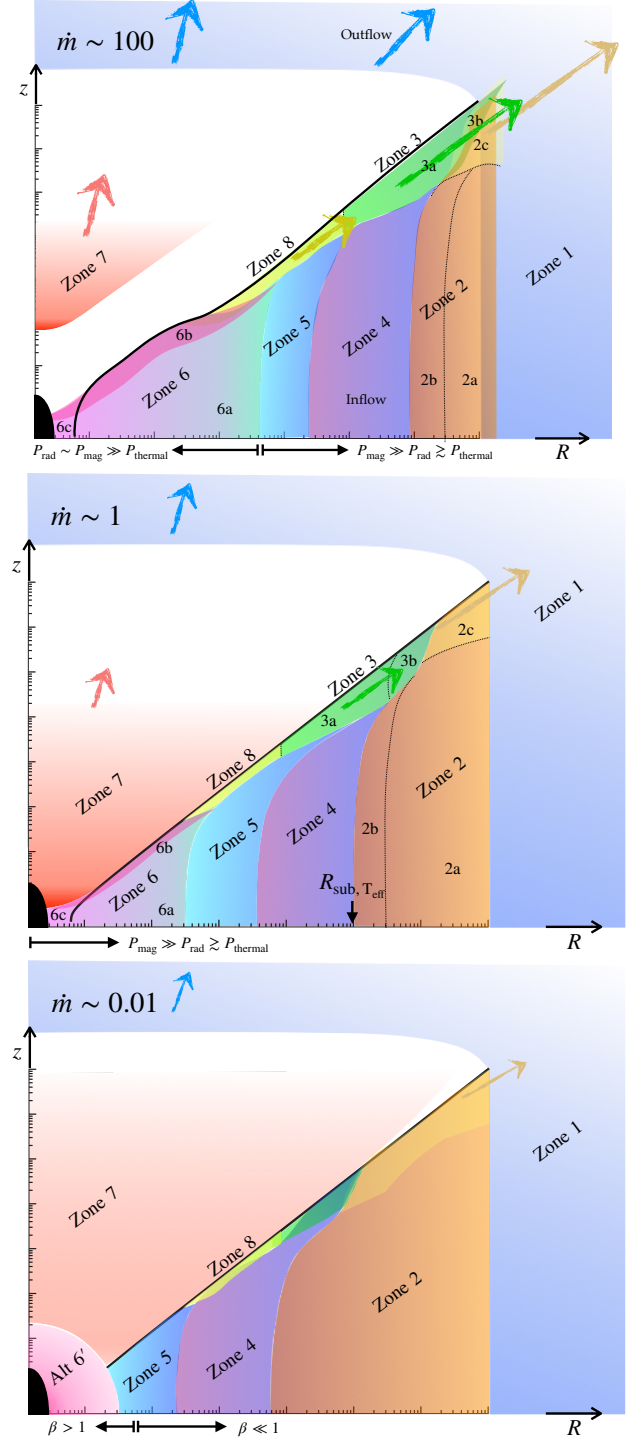 ṁ ~ 100
Outflow
z
Zone 3
3b
2c
3a
Zone 7
Zone 8
Zone 1
Zone 2
Zone 5
Zone 4
6b
Zone 6
2b
2a
Inflow
6a
6c
P_rad ~ P_mag ≫ P_thermal
P_mag ≫ P_rad ≳ P_thermal
R
ṁ ~ 1
z
Zone 1
2c
Zone 3
3b
3a
Zone 8
Zone 7
Zone 2
Zone 4
Zone 5
6b
2b
Zone 6
2a
R_sub, T_eff
6a
6c
P_mag ≫ P_rad ≳ P_thermal
R
ṁ ~ 0.01
z
Zone 1
Zone 7
Zone 8
Zone 2
Zone 4
Zone 5
Alt 6′
β > 1
β ≪ 1
R